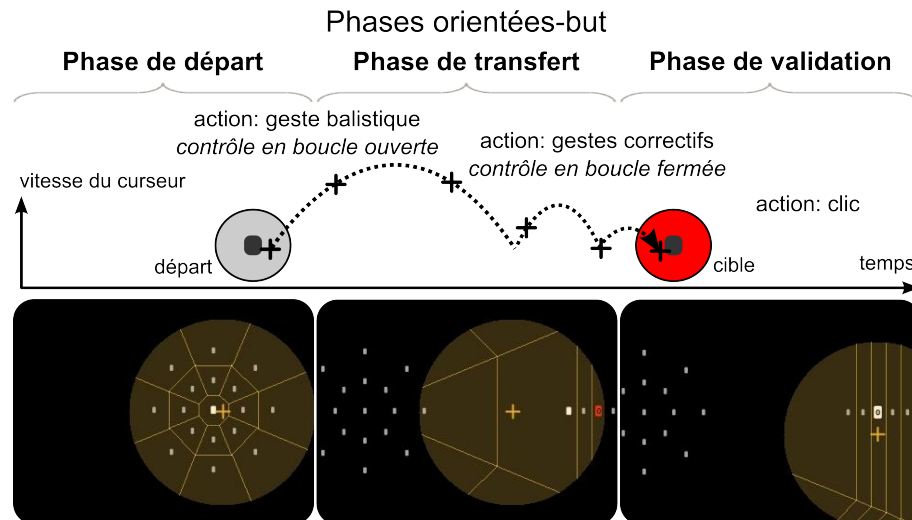 Phases orientées-but
Phase de départ
Phase de transfert
Phase de validation
action: geste balistique
contrôle en boucle ouverte
action: gestes correctifs
contrôle en boucle fermée
vitesse du curseur
action: clic
départ
cible
temps